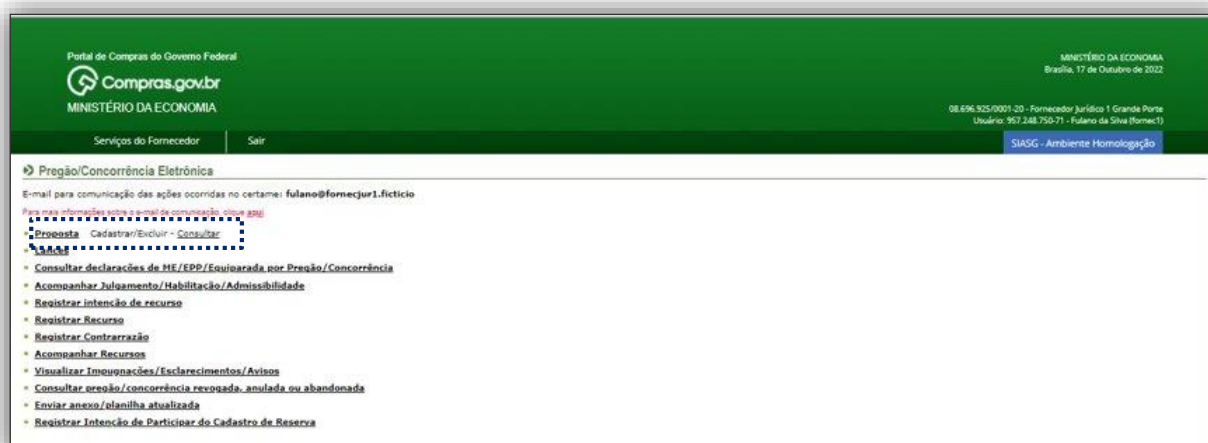 Portal de Compras do Governo Federal
Compras.gov.br
MINISTÉRIO DA ECONOMIA
MINISTÉRIO DA ECONOMIA
Brasília, 17 de Outubro de 2022
08.696.925/0001-20 - Fornecedor Jurídico 1 Grande Porte
Usuário: 957.248.750-71 - Fulano da Silva (fornec1)
Serviços do Fornecedor Sair
SIASG - Ambiente Homologação
Pregão/Concorrência Eletrônica
E-mail para comunicação das ações ocorridas no certame: fulano@fornecjur1.ficticio
Para mais informações sobre o e-mail de comunicação, clique aqui
Proposta Cadastrar/Excluir - Consultar
Lances
Consultar declarações de ME/EPP/Equiparada por Pregão/Concorrência
Acompanhar Julgamento/Habilitação/Admissibilidade
Registrar intenção de recurso
Registrar Recurso
Registrar Contrarrazão
Acompanhar Recursos
Visualizar Impugnações/Esclarecimentos/Avisos
Consultar pregão/concorrência revogada, anulada ou abandonada
Enviar anexo/planilha atualizada
Registrar Intenção de Participar do Cadastro de Reserva